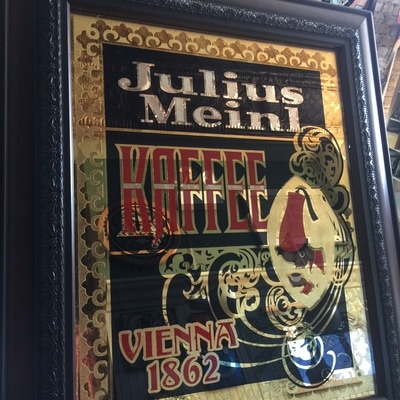 Julius
Meinl
KAFFEE
VIENNA
1862